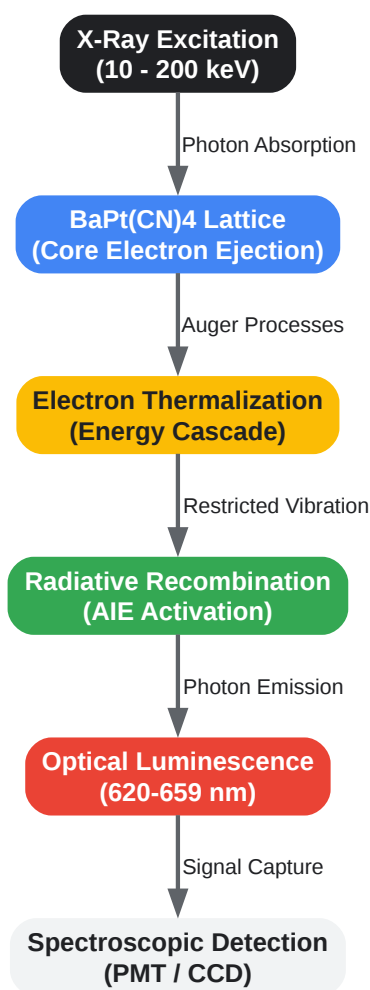 X-Ray Excitation
(10 - 200 keV)
Photon Absorption
BaPt(CN)4 Lattice
(Core Electron Ejection)
Auger Processes
Electron Thermalization
(Energy Cascade)
Restricted Vibration
Radiative Recombination
(AIE Activation)
Photon Emission
Optical Luminescence
(620-659 nm)
Signal Capture
Spectroscopic Detection
(PMT / CCD)